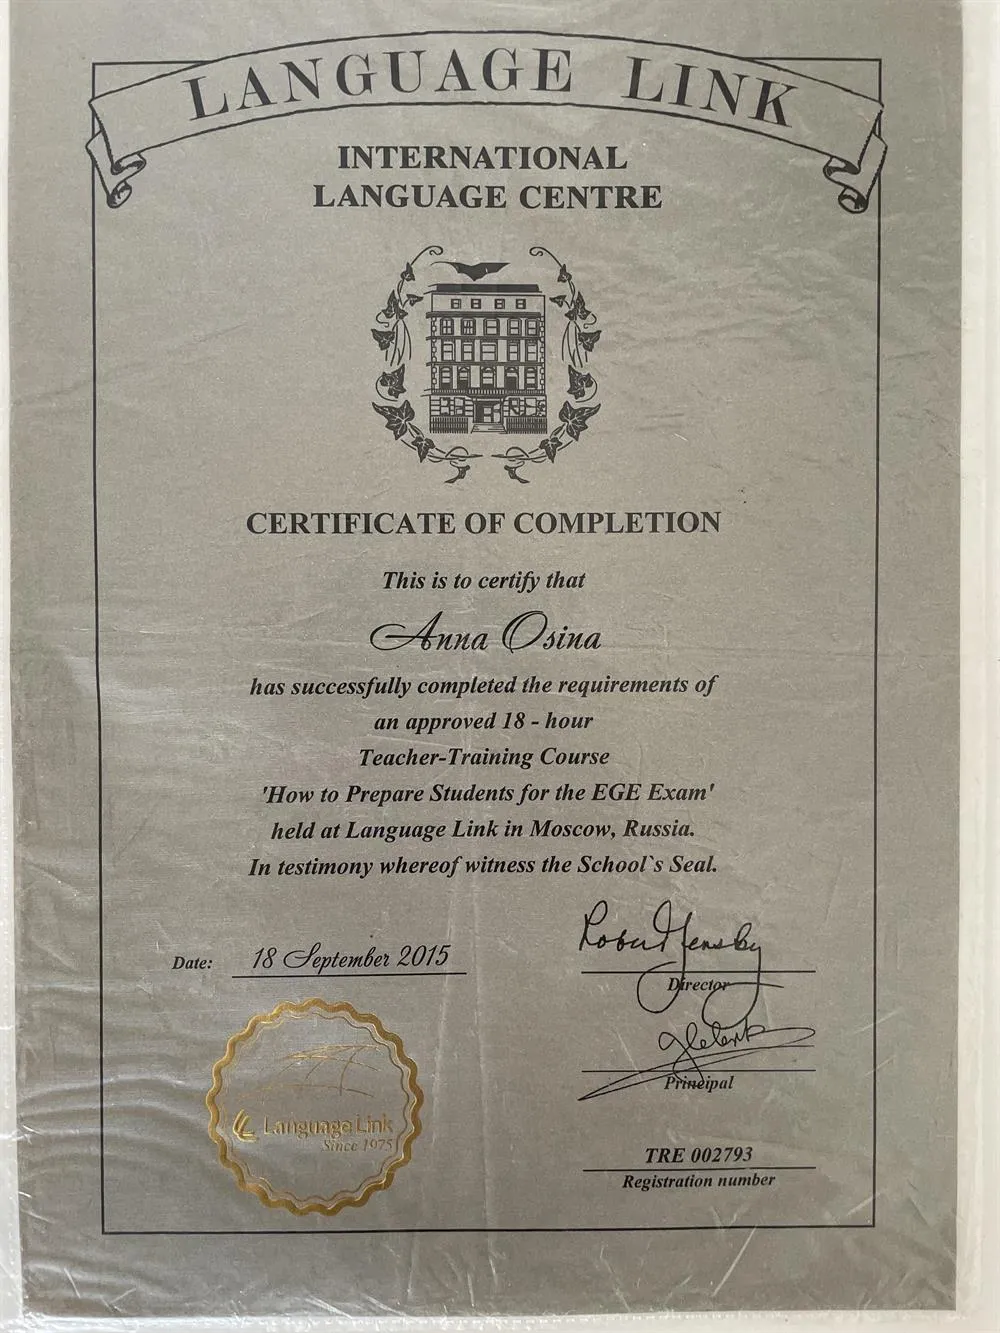 LANGUAGE LINK
INTERNATIONAL
LANGUAGE CENTRE
CERTIFICATE OF COMPLETION
This is to certify that
Anna Osina
has successfully completed the requirements of
an approved 18 - hour
Teacher-Training Course
'How to Prepare Students for the EGE Exam'
held at Language Link in Moscow, Russia.
In testimony whereof witness the School`s Seal.
Date: 18 September 2015
Director
Principal
Language Link
Since 1975
TRE 002793
Registration number